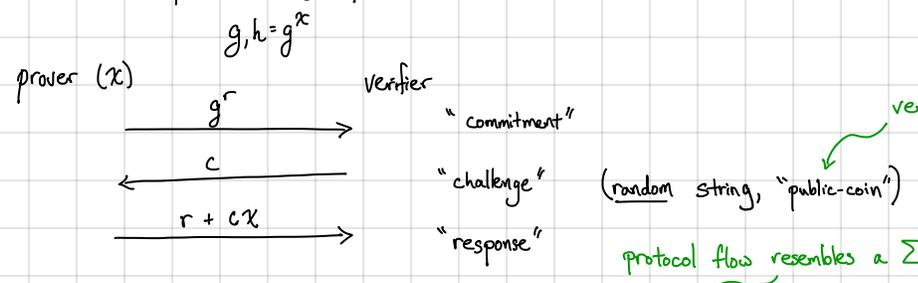 g, h = g^x
prover (x) verifier
g^r "commitment"
c "challenge" (random string, "public-coin")
r + cx "response"
protocol flow resembles a Σ